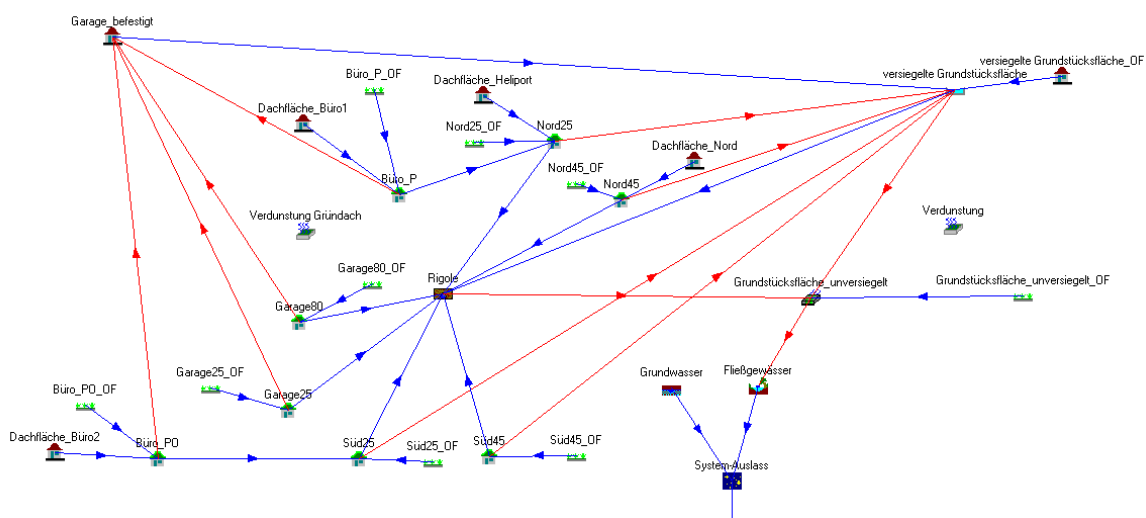 Garage_befestigt
versiegelte Grundstücksfläche_OF
Büro_P_OF
Dachfläche_Heliport
versiegelte Grundstücksfläche
Dachfläche_Büro1
Nord25_OF
Nord25
Dachfläche_Nord
Nord45_OF
Büro_P
Nord45
Verdunstung Gründach
Verdunstung
Garage80_OF
Rigole
Grundstücksfläche_unversiegelt
Grundstücksfläche_unversiegelt_OF
Garage80
Garage25_OF
Grundwasser
Fließgewässer
Büro_PO_OF
Garage25
Dachfläche_Büro2
Büro_PO
Süd25
Süd25_OF
Süd45
Süd45_OF
System-Auslass